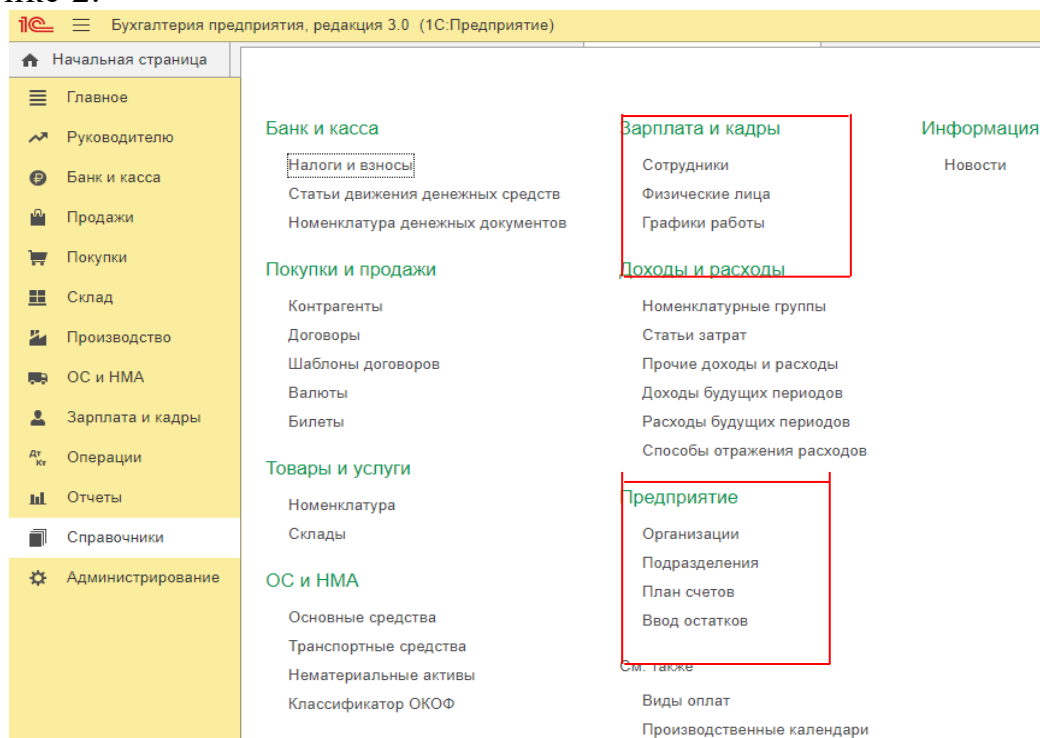 1С Бухгалтерия предприятия, редакция 3.0 (1С:Предприятие)
Начальная страница
Главное
Руководителю
Банк и касса
Продажи
Покупки
Склад
Производство
ОС и НМА
Зарплата и кадры
Дт Кт Операции
Отчеты
Справочники
Администрирование
Банк и касса
Налоги и взносы
Статьи движения денежных средств
Номенклатура денежных документов
Покупки и продажи
Контрагенты
Договоры
Шаблоны договоров
Валюты
Билеты
Товары и услуги
Номенклатура
Склады
ОС и НМА
Основные средства
Транспортные средства
Нематериальные активы
Классификатор ОКОФ
Зарплата и кадры
Сотрудники
Физические лица
Графики работы
Доходы и расходы
Номенклатурные группы
Статьи затрат
Прочие доходы и расходы
Доходы будущих периодов
Расходы будущих периодов
Способы отражения расходов
Предприятие
Организации
Подразделения
План счетов
Ввод остатков
См. также
Виды оплат
Производственные календари
Информация
Новости